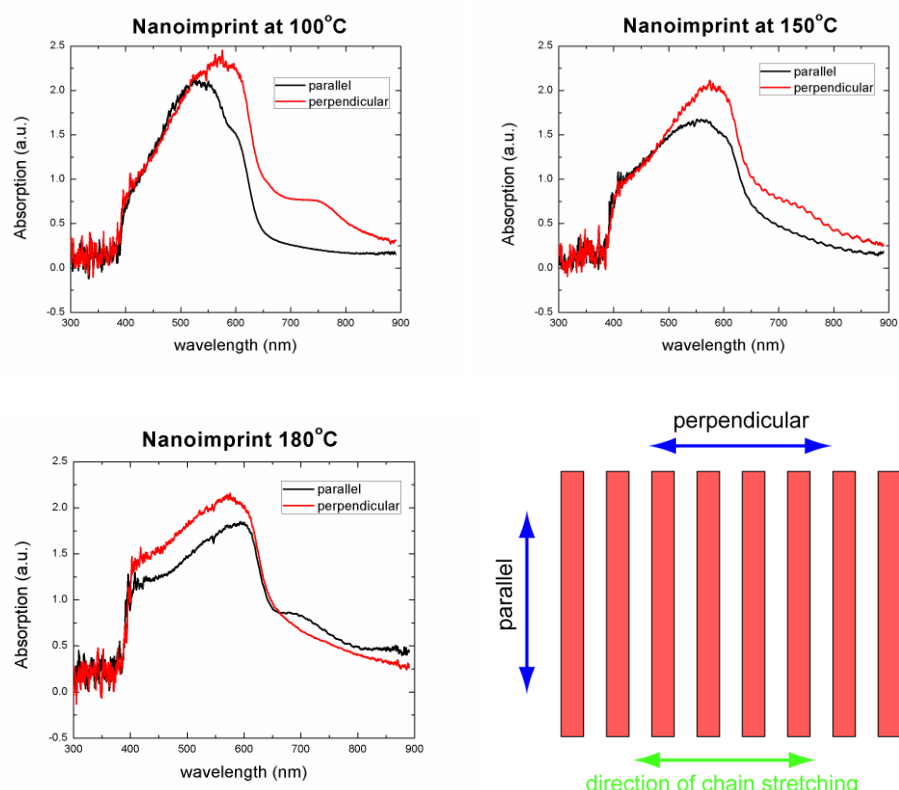 Nanoimprint at 100°C
parallel
perpendicular
2.5
2.0
1.5
1.0
0.5
0.0
-0.5
Absorption (a.u.)
300 400 500 600 700 800 900
wavelength (nm)
Nanoimprint at 150°C
parallel
perpendicular
2.5
2.0
1.5
1.0
0.5
0.0
-0.5
Absorption (a.u.)
300 400 500 600 700 800 900
wavelength (nm)
Nanoimprint 180°C
parallel
perpendicular
2.5
2.0
1.5
1.0
0.5
0.0
-0.5
Absorption (a.u.)
300 400 500 600 700 800 900
wavelength (nm)
perpendicular
parallel
direction of chain stretching